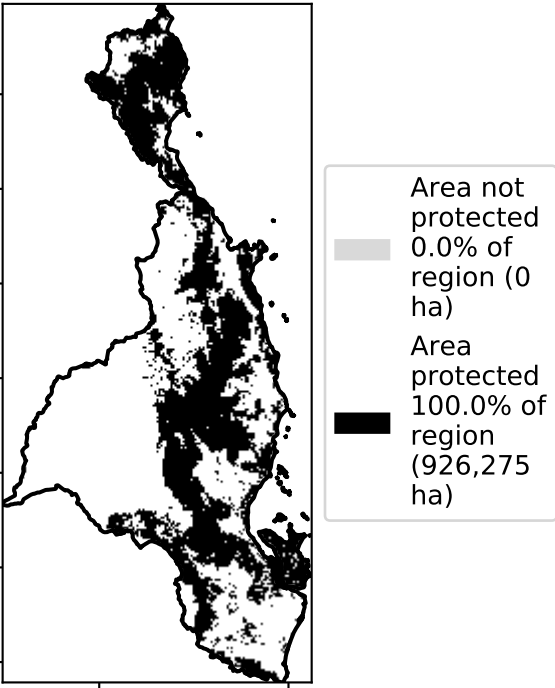 Area not
protected
0.0% of
region (0
ha)
Area
protected
100.0% of
region
(926,275
ha)